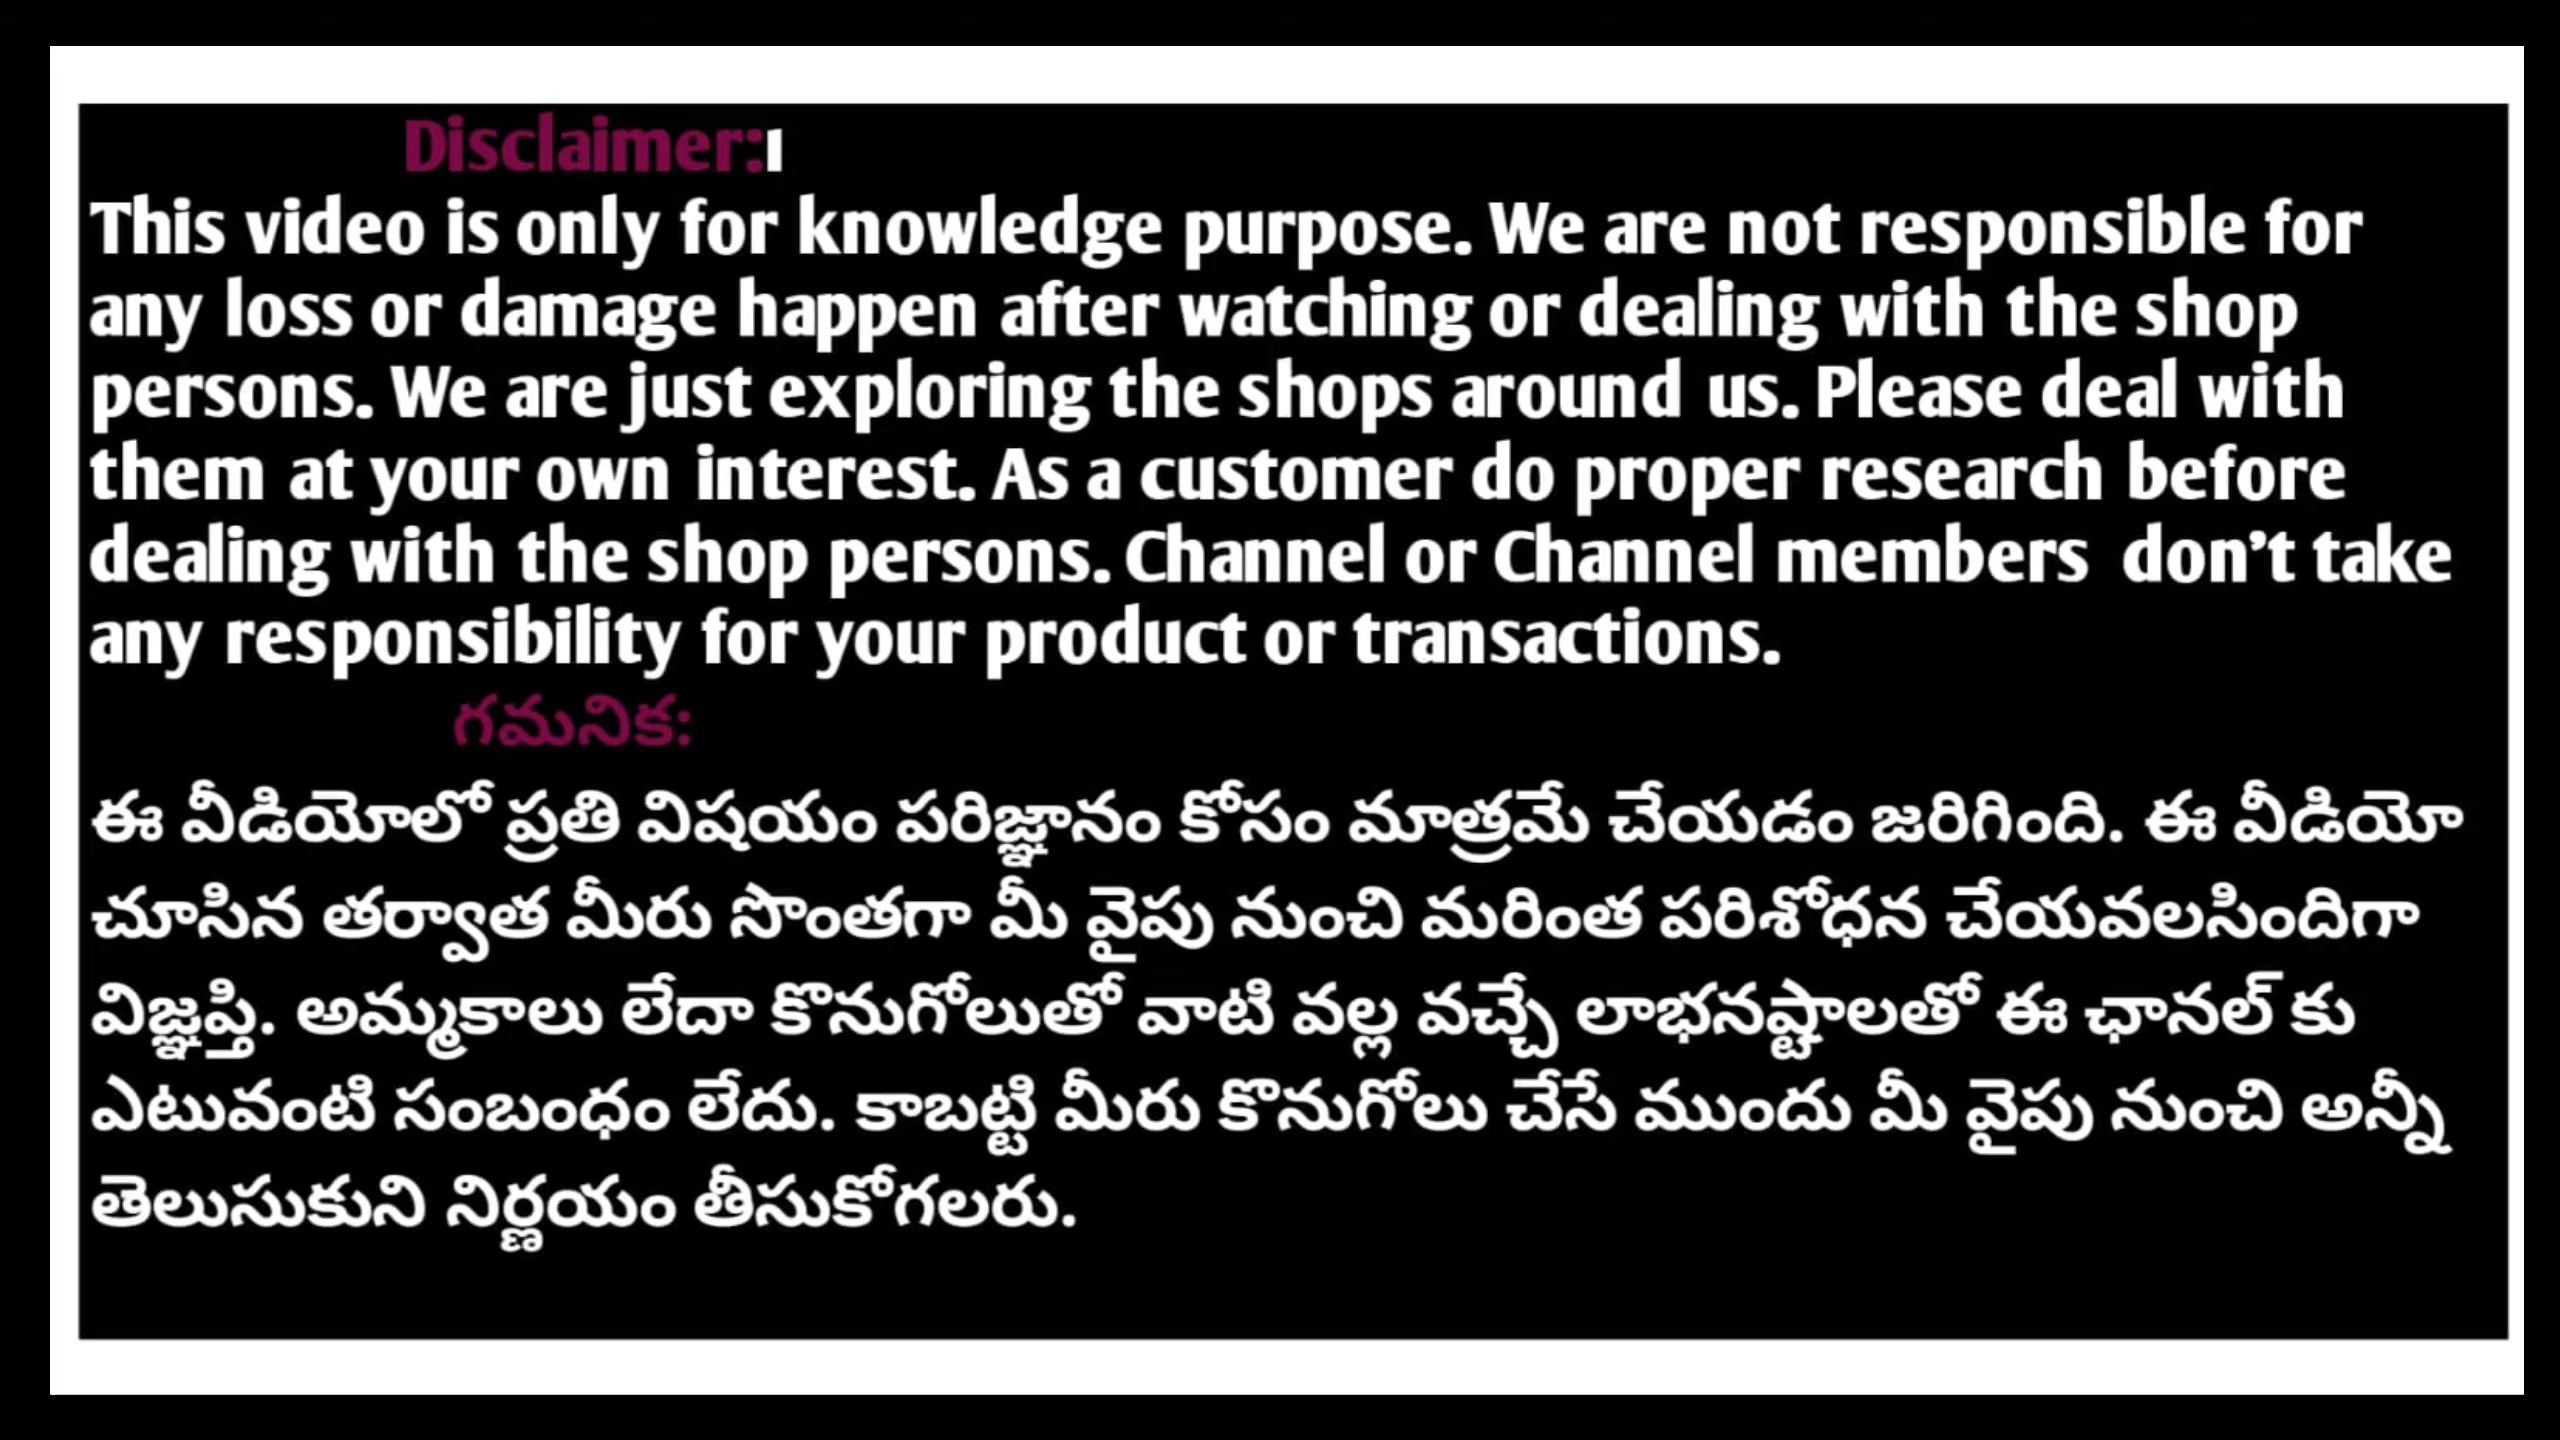 Disclaimer:ı
This video is only for knowledge purpose. We are not responsible for
any loss or damage happen after watching or dealing with the shop
persons. We are just exploring the shops around us. Please deal with
them at your own interest. As a customer do proper research before
dealing with the shop persons. Channel or Channel members don't take
any responsibility for your product or transactions.
గమనిక:
ఈ వీడియోలో ప్రతి విషయం పరిజ్ఞానం కోసం మాత్రమే చేయడం జరిగింది. ఈ వీడియో
చూసిన తర్వాత మీరు సొంతగా మీ వైపు నుంచి మరింత పరిశోధన చేయవలసిందిగా
విజ్ఞప్తి. అమ్మకాలు లేదా కొనుగోలుతో వాటి వల్ల వచ్చే లాభనష్టాలతో ఈ ఛానల్ కు
ఎటువంటి సంబంధం లేదు. కాబట్టి మీరు కొనుగోలు చేసే ముందు మీ వైపు నుంచి అన్నీ
తెలుసుకుని నిర్ణయం తీసుకోగలరు.